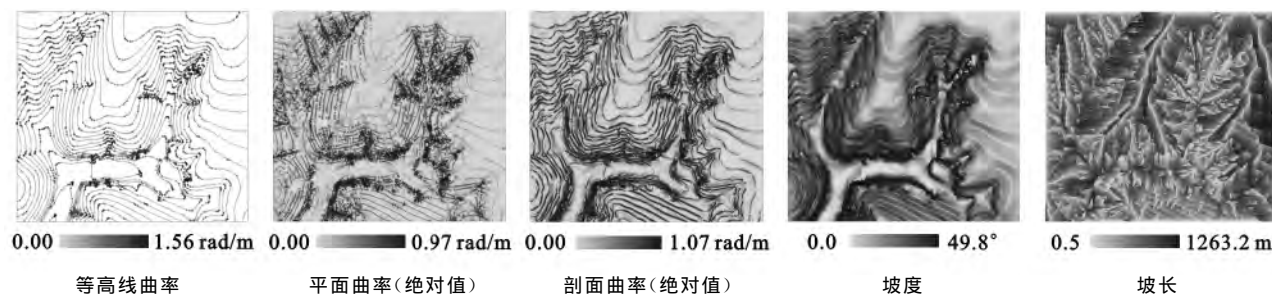 0.00 1.56 rad/m 0.00 0.97 rad/m 0.00 1.07 rad/m 0.0 49.8° 0.5 1263.2 m
等高线曲率 平面曲率(绝对值) 剖面曲率(绝对值) 坡度 坡长